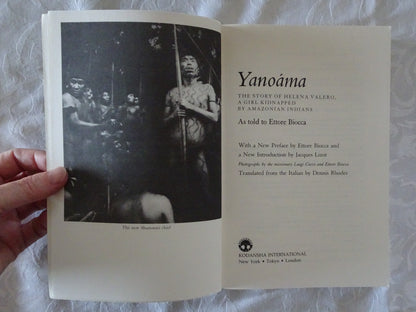 The new Shamatari chief
Yanoáma
THE STORY OF HELENA VALERO,
A GIRL KIDNAPPED
BY AMAZONIAN INDIANS
As told to Ettore Biocca
With a New Preface by Ettore Biocca and
a New Introduction by Jacques Lizot
Photographs by the missionary Luigi Cocco and Ettore Biocca
Translated from the Italian by Dennis Rhodes
KODANSHA INTERNATIONAL
New York • Tokyo • London